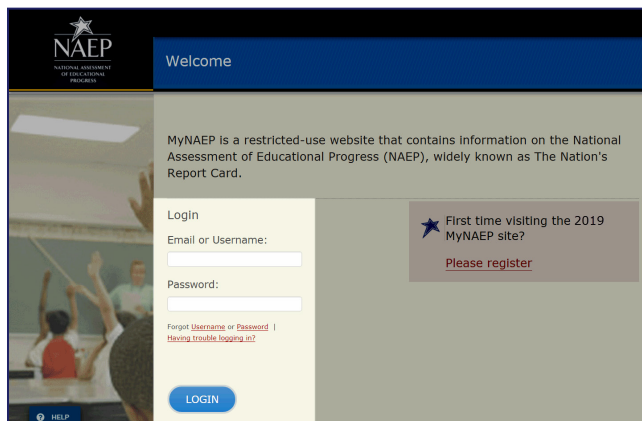 NAEP
NATIONAL ASSESSMENT
OF EDUCATIONAL
PROGRESS
Welcome
MyNAEP is a restricted-use website that contains information on the National
Assessment of Educational Progress (NAEP), widely known as The Nation's
Report Card.
Login
Email or Username:
Password:
Forgot Username or Password |
Having trouble logging in?
LOGIN
First time visiting the 2019
MyNAEP site?
Please register
? HELP